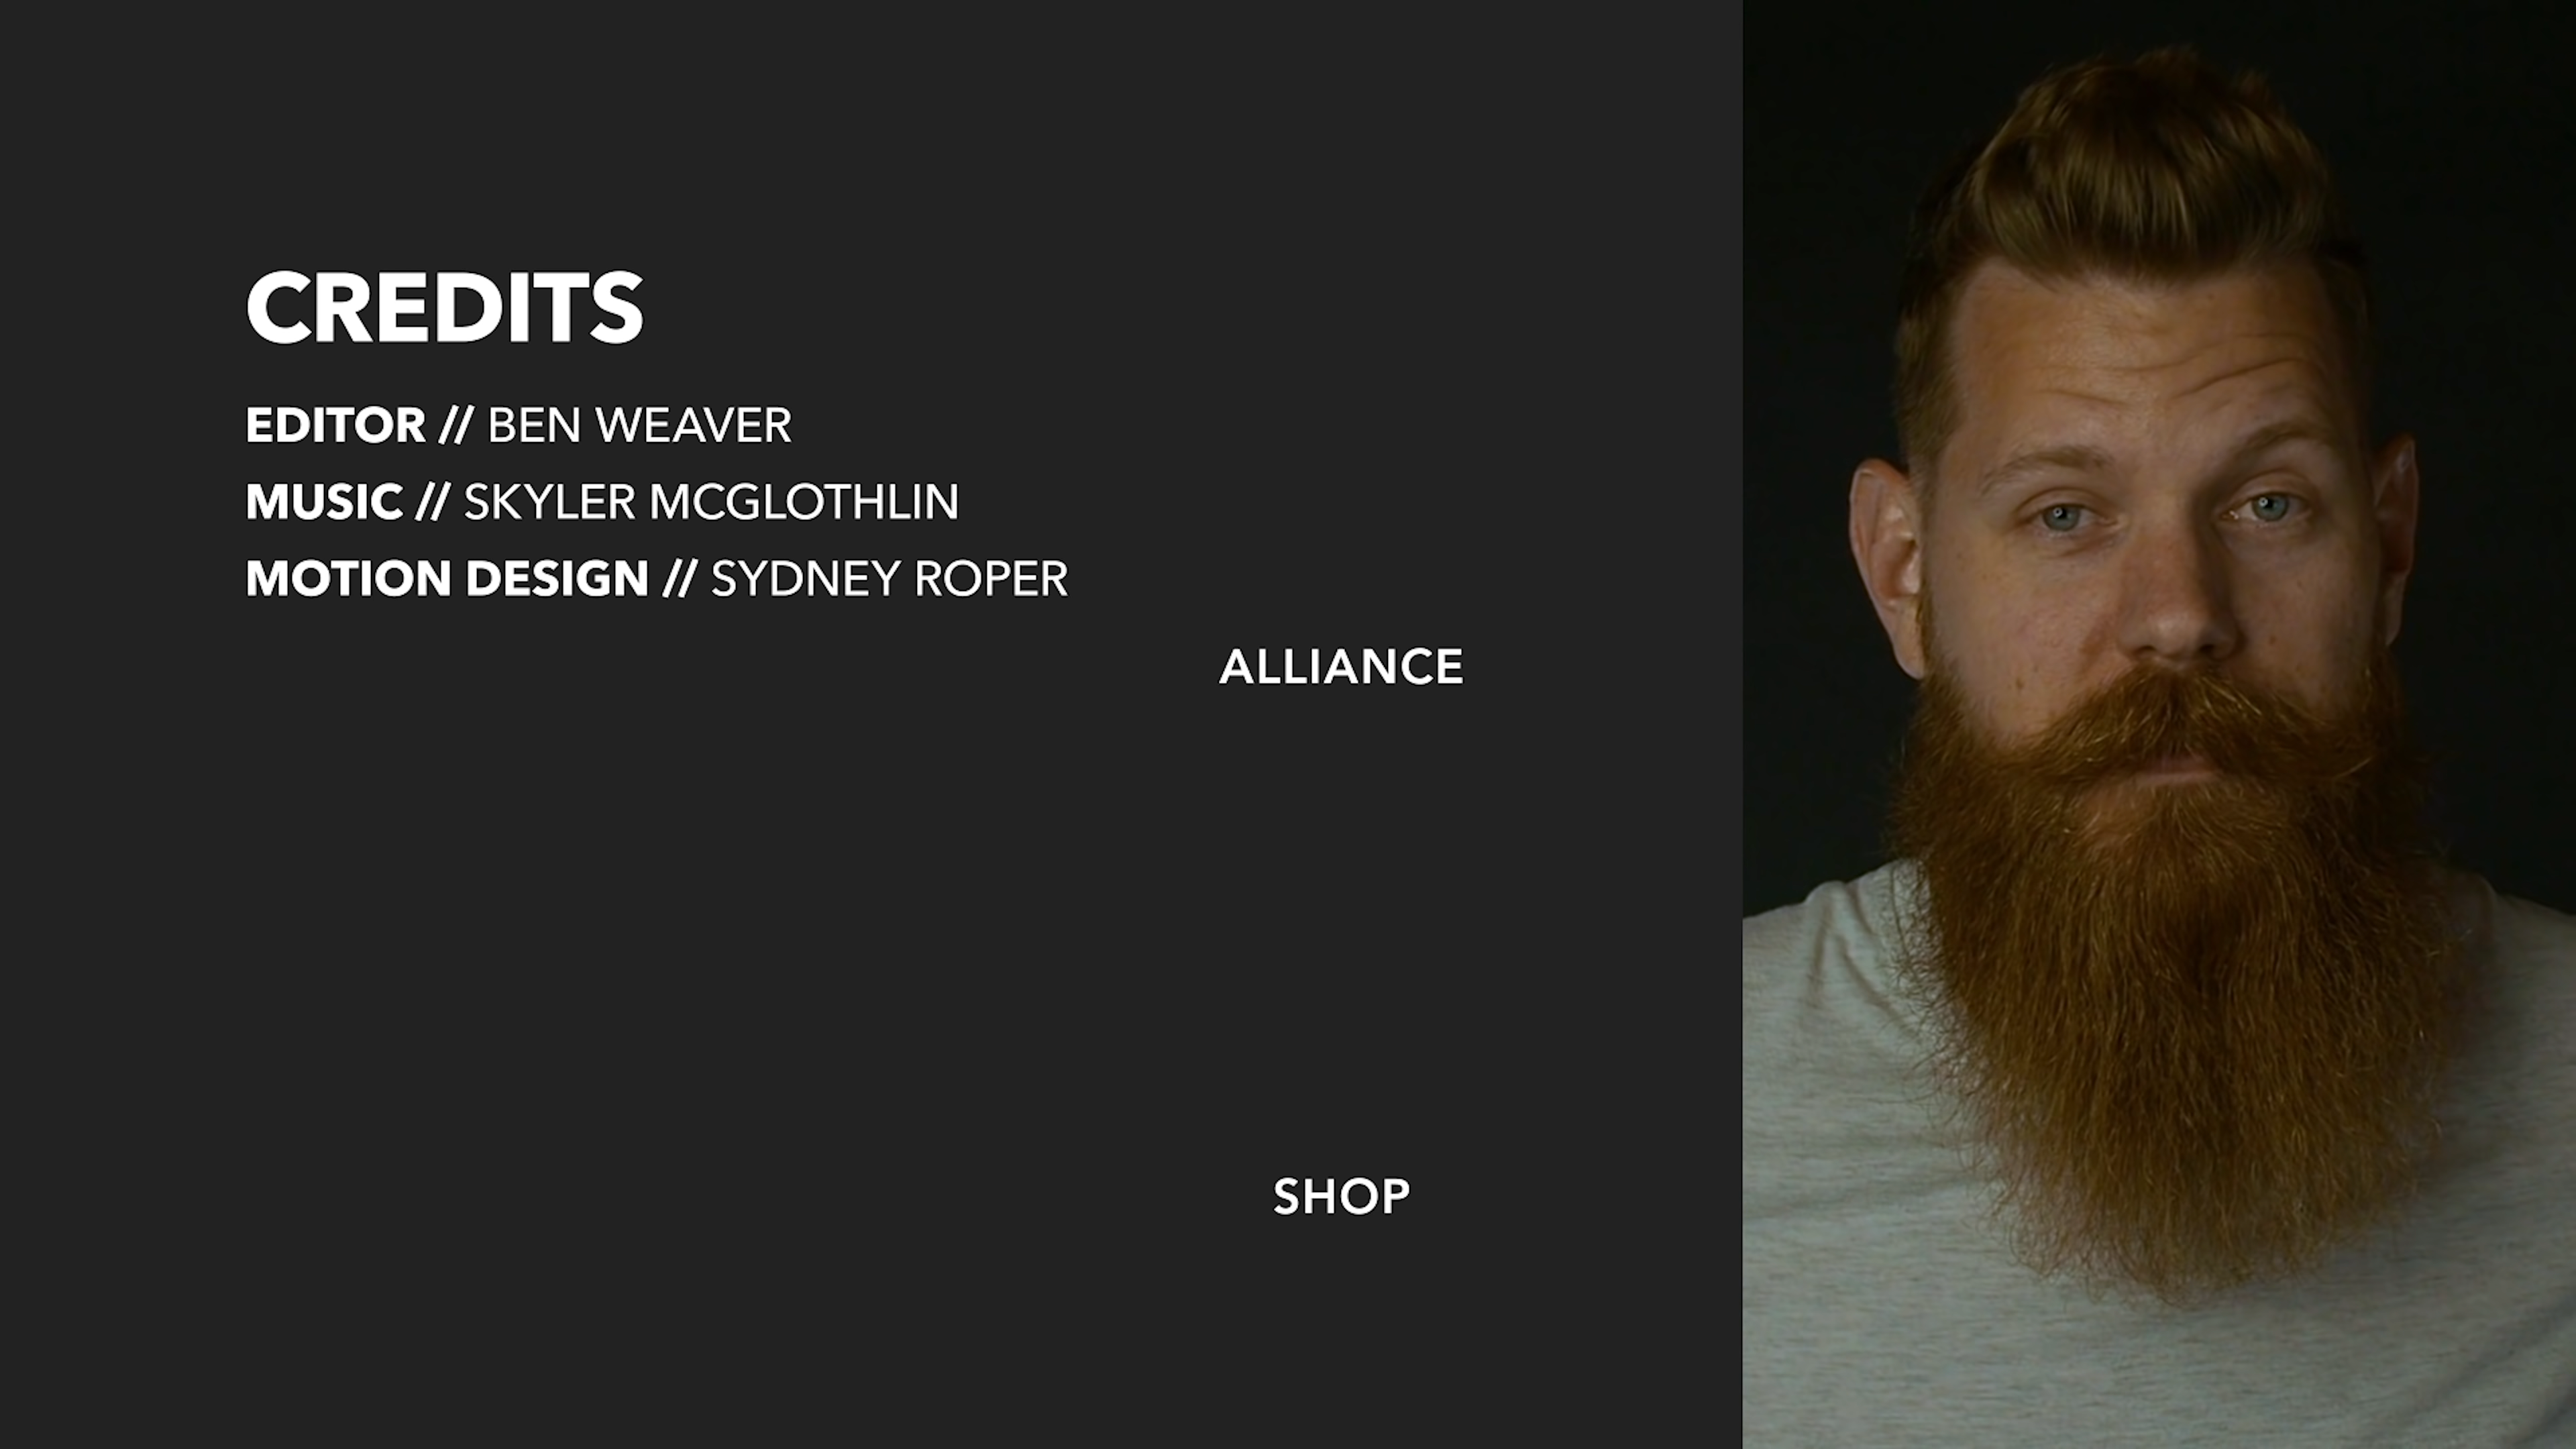 CREDITS
EDITOR // BEN WEAVER
MUSIC // SKYLER MCGLOTHLIN
MOTION DESIGN // SYDNEY ROPER
ALLIANCE
SHOP